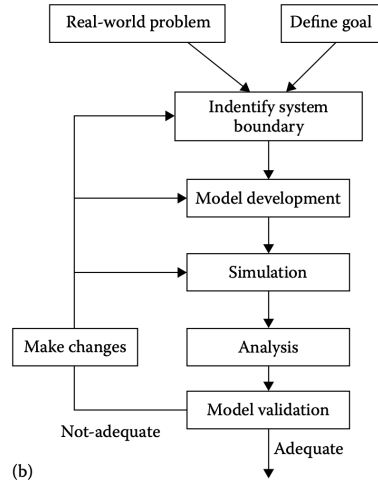 Real-world problem
Define goal
Indentify system
boundary
Model development
Simulation
Make changes
Analysis
Model validation
Not-adequate
Adequate
(b)